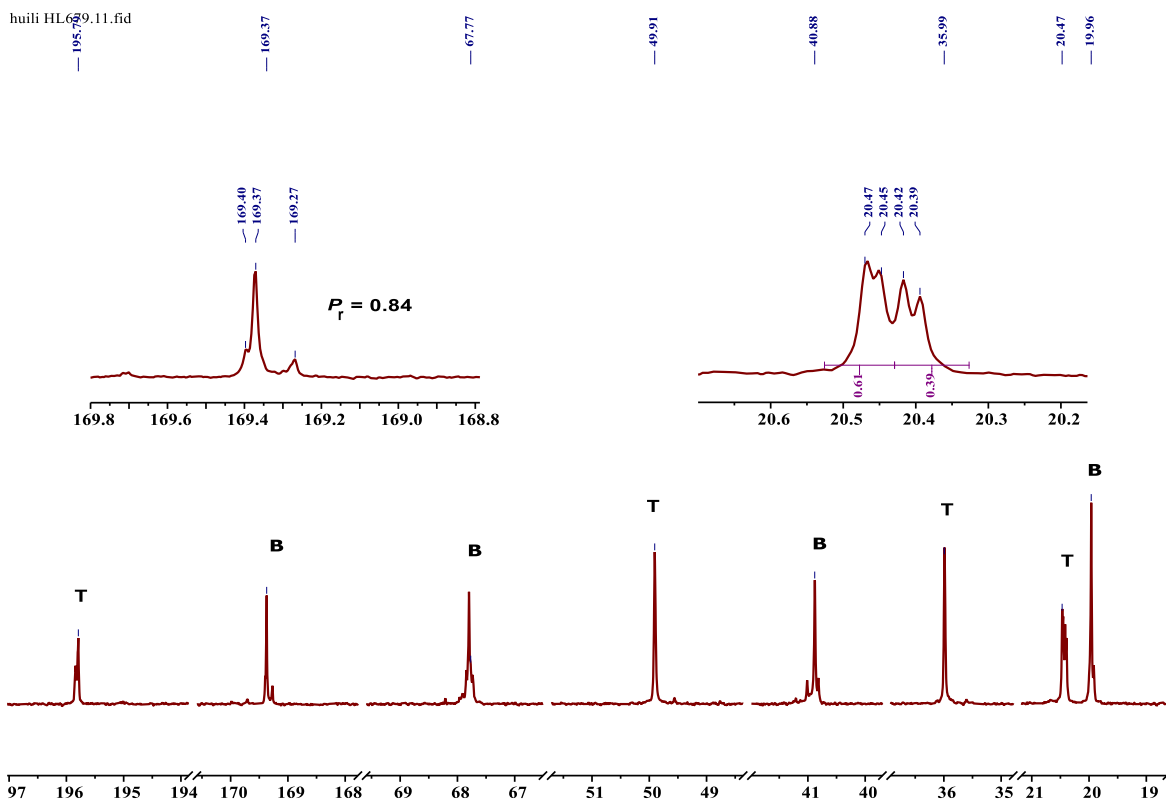 huili HL679.11.fid
195.79
169.37
67.77
49.91
40.88
35.99
20.47
19.96
169.40
169.37
169.27
Pr = 0.84
169.8 169.6 169.4 169.2 169.0 168.8
20.47
20.45
20.42
20.39
0.61
0.39
20.6 20.5 20.4 20.3 20.2
T
B
B
T
B
T
T
B
97 196 195 194 170 169 168 69 68 67 51 50 49 41 40 36 35 21 20 19